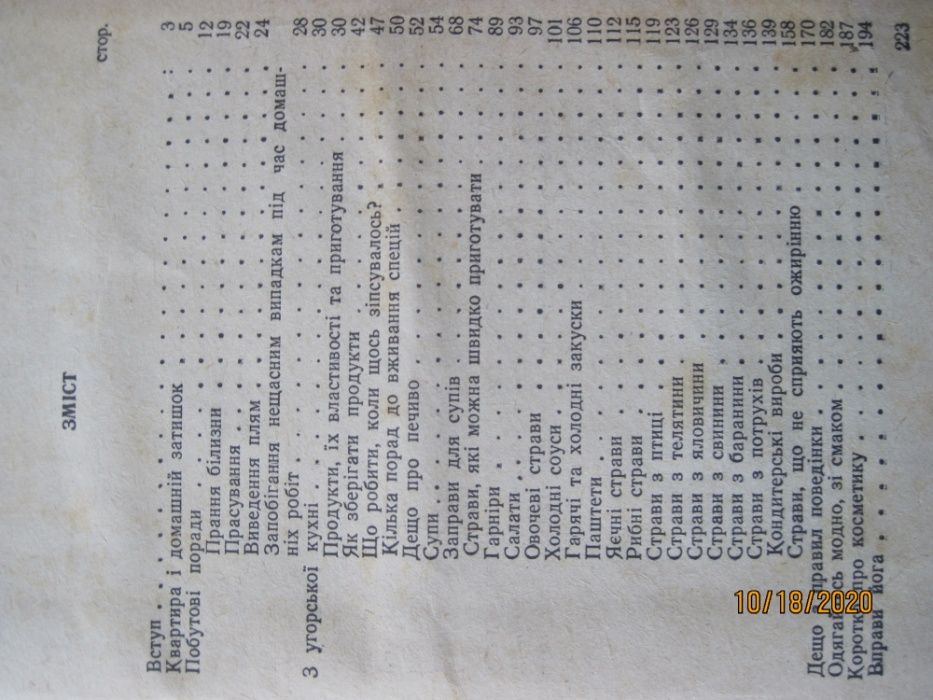 ЗМІСТ
стор.
Вступ 3
Квартира і домашній затишок 5
Побутові поради 12
Прання білизни 19
Прасування 22
Виведення плям 24
Запобігання нещасним випадкам під час домаш-
ніх робіт 28
З угорської кухні 30
Продукти, їх властивості та приготування 30
Як зберігати продукти 42
Що робити, коли щось зіпсувалось? 47
Кілька порад до вживання спецій 50
Дещо про печиво 52
Супи 54
Заправи для супів 68
Страви, які можна швидко приготувати 74
Гарніри 89
Салати 93
Овочеві страви 97
Холодні соуси 101
Гарячі та холодні закуски 106
Паштети 110
Яєчні страви 112
Рибні страви 115
Страви з птиці 119
Страви з телятини 123
Страви з яловичини 126
Страви з свинини 129
Страви з баранини 134
Страви з потрухів 136
Кондитерські вироби 139
Страви, що не сприяють ожирінню 158
Дещо з правил поведінки 170
Одягайтесь модно, зі смаком 182
Коротко про косметику 187
Вправи йога 194
223
10/18/2020